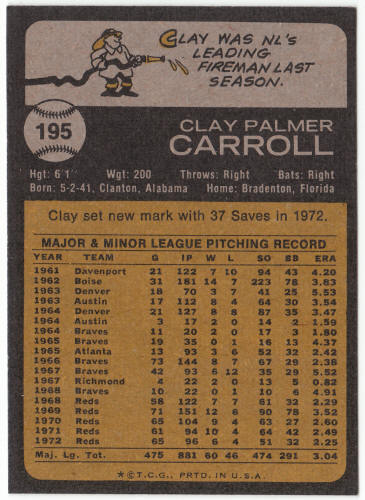 CLAY WAS NL'S
LEADING
FIREMAN LAST
SEASON.
195
CLAY PALMER
CARROLL
Hgt: 6'1" Wgt: 200 Throws: Right Bats: Right
Born: 5-2-41, Clanton, Alabama Home: Bradenton, Florida
Clay set new mark with 37 Saves in 1972.
MAJOR & MINOR LEAGUE PITCHING RECORD
YEAR TEAM G IP W L SO BB ERA
1961 Davenport 21 122 7 10 94 43 4.20
1962 Boise 31 181 14 7 223 78 3.83
1963 Denver 18 70 3 7 41 25 5.53
1963 Austin 17 112 8 4 64 30 3.54
1964 Denver 8 7 34 3.64
1964 Austin 3 17 2 0 14 2 1.59
1964 Braves 11 20 2 0 17 3 1.80
1965 Braves 19 35 0 1 16 13
1965 Atlanta 13 93 3 6 52 32 2.42
1966 Braves 73 144 8 7 67 29 2.38
1967 Braves 42 93 6 12 35 29 5.52
1967 Richmond 4 22 2 0 13 5 0.82
1968 Braves 10 22 0 1 10 6 4.91
1968 Reds 58 122 7 7 61 32 2.29
1969 Reds 71 151 12 6 90 78 3.52
1970 Reds 65 104 9 4 63 27 2.60
1971 Reds 61 94 10 4 64 42 2.49
1972 Reds 65 96 6 4 51 32 2.25
Maj. Lg. Tot. 475 881 60 46 474 291 3.04
*©T.C.G., PRTD. IN U.S.A.